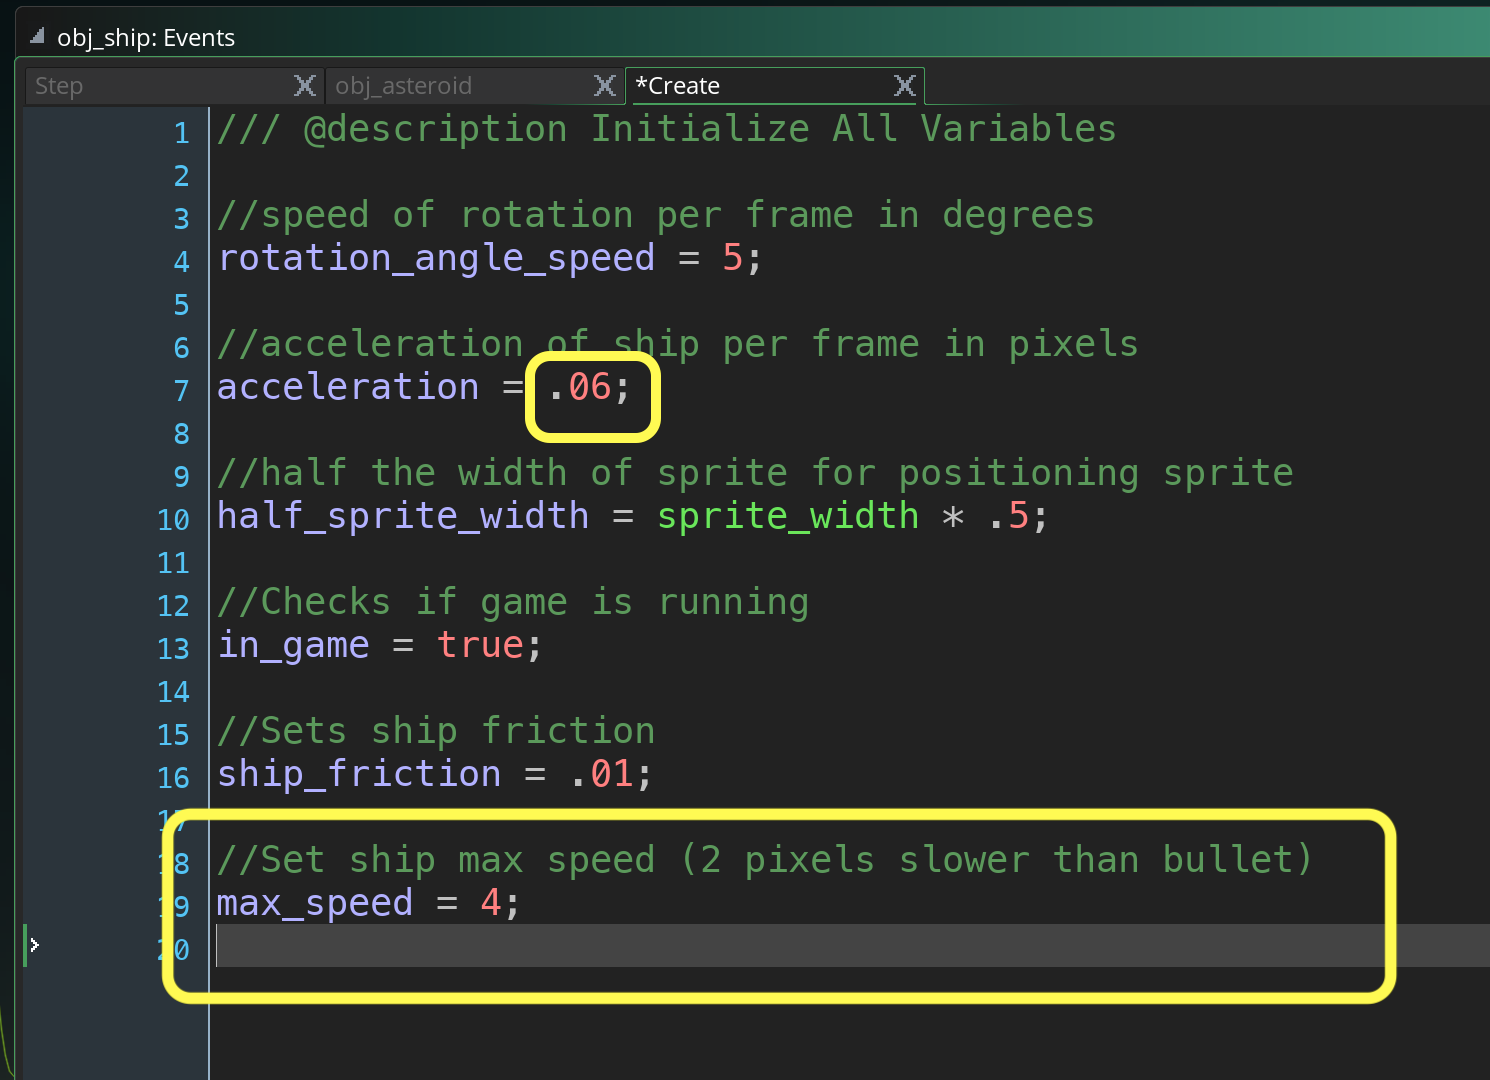 obj_ship: Events
Step
obj_asteroid
*Create
1 /// @description Initialize All Variables
2
3 //speed of rotation per frame in degrees
4 rotation_angle_speed = 5;
5
6 //acceleration of ship per frame in pixels
7 acceleration = .06;
8
9 //half the width of sprite for positioning sprite
10 half_sprite_width = sprite_width * .5;
11
12 //Checks if game is running
13 in_game = true;
14
15 //Sets ship friction
16 ship_friction = .01;
17
18 //Set ship max speed (2 pixels slower than bullet)
19 max_speed = 4;
20